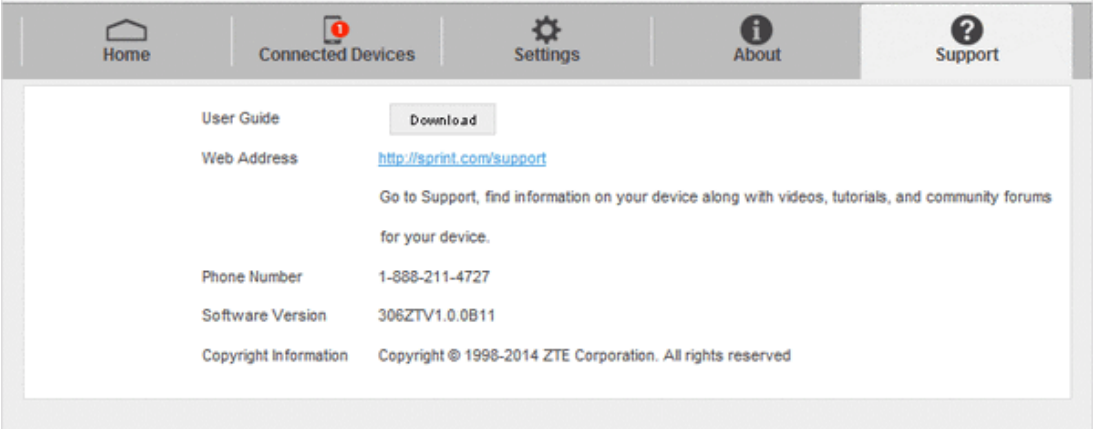 1
Home Connected Devices Settings About Support
User Guide Download
Web Address http://sprint.com/support
Go to Support, find information on your device along with videos, tutorials, and community forums
for your device.
Phone Number 1-888-211-4727
Software Version 306ZTV1.0.0B11
Copyright Information Copyright © 1998-2014 ZTE Corporation. All rights reserved